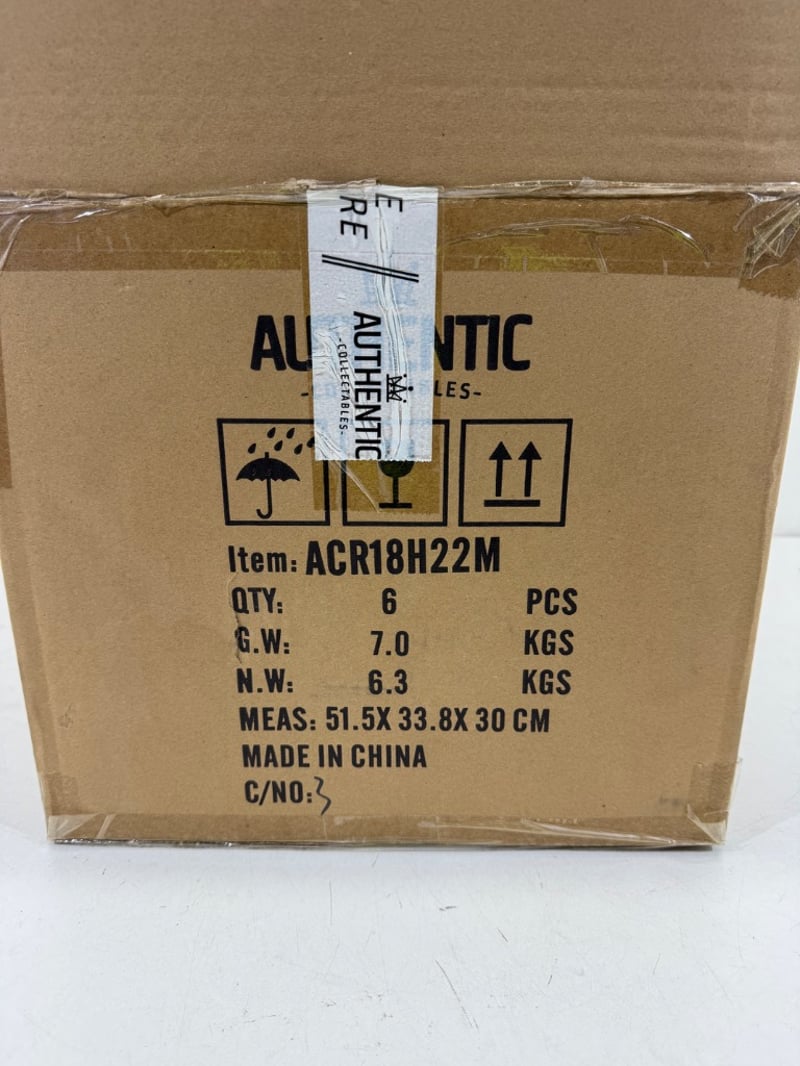 RE
AUTHENTIC
-COLLECTABLES-
AU NTIC
LES-
Item: ACR18H22M
QTY: 6 PCS
G.W: 7.0 KGS
N.W: 6.3 KGS
MEAS: 51.5X 33.8X 30 CM
MADE IN CHINA
C/NO: 3